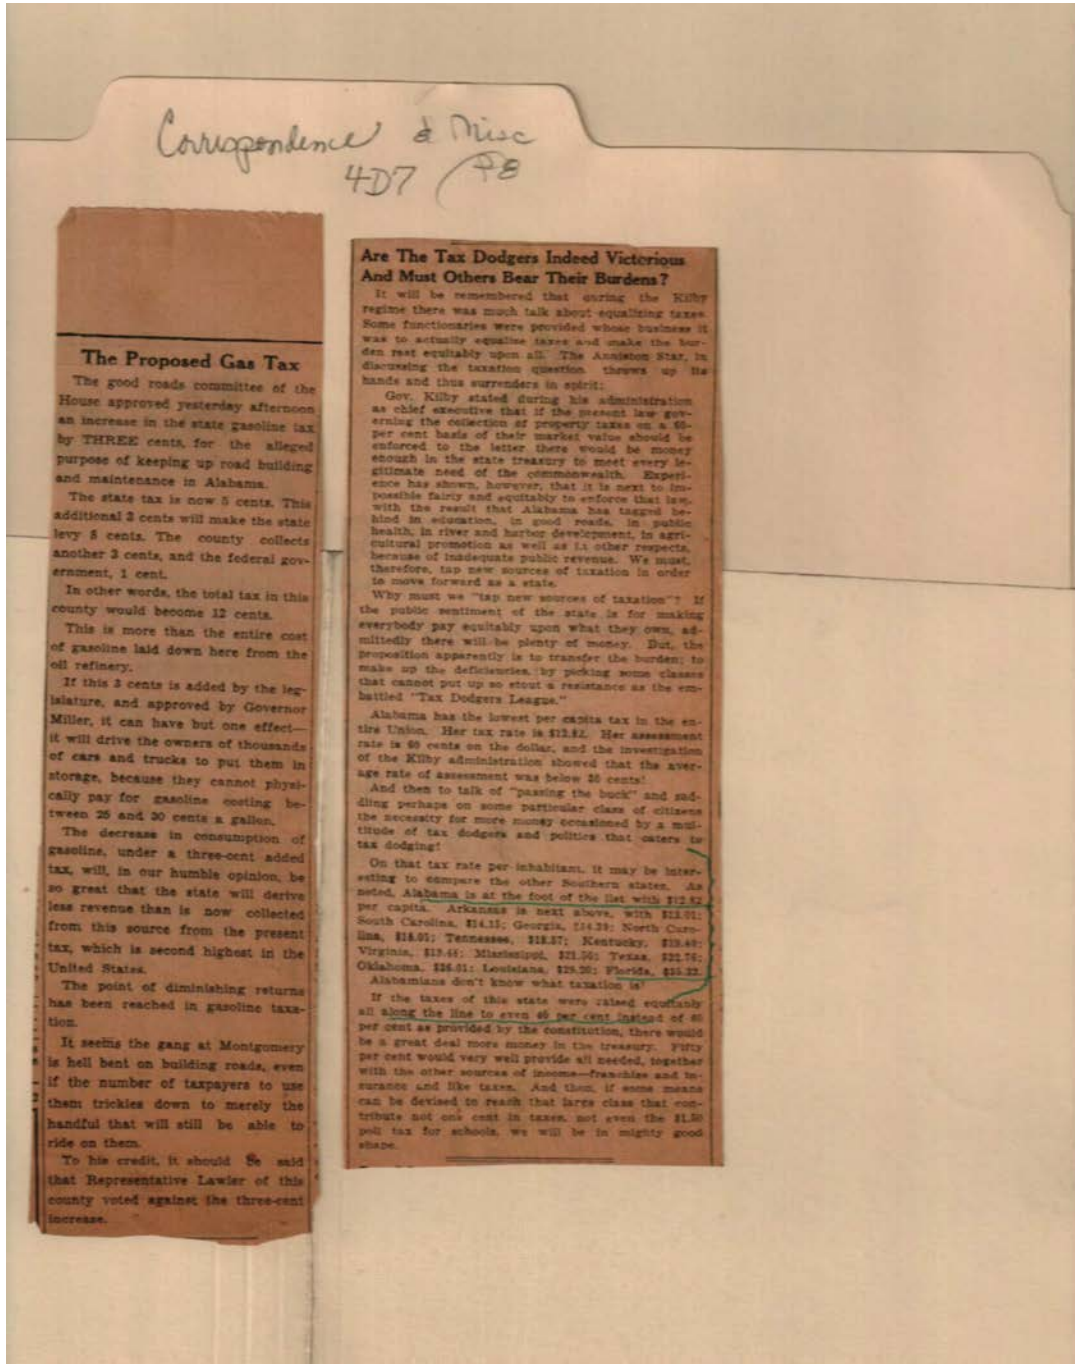 Correspondence & Misc
4D7
The Proposed Gas Tax
The good roads committee of the
House approved yesterday afternoon
an increase in the state gasoline tax
by THREE cents, for the alleged
purpose of keeping up road building
and maintenance in Alabama.
The state tax is now 5 cents. This
additional 3 cents will make the state
levy 8 cents. The county collects
another 3 cents, and the federal gov-
ernment, 1 cent.
In other words, the total tax in this
county would become 12 cents.
This is more than the entire cost
of gasoline laid down here from the
oil refinery.
If this 3 cents is added by the leg-
islature, and approved by Governor
Miller, it can have but one effect—
it will drive the owners of thousands
of cars and trucks to put them in
storage, because they cannot physi-
cally pay for gasoline costing be-
tween 25 and 30 cents a gallon.
The decrease in consumption of
gasoline, under a three-cent added
tax, will, in our humble opinion, be
so great that the state will derive
less revenue than is now collected
from this source from the present
tax, which is second highest in the
United States.
The point of diminishing returns
has been reached in gasoline taxa-
tion.
It seems the gang at Montgomery
is hell bent on building roads, even
if the number of taxpayers to use
them trickles down to merely the
handful that will still be able to
ride on them.
To his credit, it should be said
that Representative Lawler of this
county voted against the three-cent
increase.
Are The Tax Dodgers Indeed Victorious
And Must Others Bear Their Burdens?
It will be remembered that during the Kilby
regime there was much talk about equalizing taxes.
Some functionaries were provided whose business it
was to actually equalize taxes and make the bur-
den rest equitably upon all. The Anniston Star, in
discussing the taxation question throws up its
hands and thus surrenders in spirit:
Gov. Kilby stated during his administration
as chief executive that if the present law gov-
erning the collection of property taxes on a 60-
per cent basis of their market value should be
enforced to the letter there would be money
enough in the state treasury to meet every le-
gitimate need of the commonwealth. Experi-
ence has shown, however, that it is next to im-
possible fairly and equitably to enforce that law,
with the result that Alabama has tagged be-
hind in education, in good roads, in public
health, in river and harbor development, in agri-
cultural promotion as well as in other respects,
because of inadequate public revenue. We must,
therefore, tap new sources of taxation in order
to move forward as a state.
Why must we "tap new sources of taxation"? If
the public sentiment of the state is for making
everybody pay equitably upon what they own, ad-
mittedly there will be plenty of money. But, the
proposition apparently is to transfer the burden; to
make up the deficiencies, by picking some classes
that cannot put up so stout a resistance as the em-
battled "Tax Dodgers League."
Alabama has the lowest per capita tax in the en-
tire Union. Her tax rate is $12.82. Her assessment
rate is 60 cents on the dollar, and the investigation
of the Kilby administration showed that the aver-
age rate of assessment was below 30 cents!
And then to talk of "passing the buck" and sad-
dling perhaps on some particular class of citizens
the necessity for more money occasioned by a mul-
titude of tax dodgers and politics that caters to
tax dodging!
On that tax rate per inhabitant, it may be inter-
esting to compare the other Southern states. As
noted, Alabama is at the foot of the list with $12.82
per capita. Arkansas is next above, with $13.01;
South Carolina, $14.15; Georgia, $14.39; North Caro-
lina, $18.05; Tennessee, $18.57; Kentucky,
Virginia, Mississippi, Texas, $22.76;
Oklahoma, $26.01; Louisiana, $29.20; Florida,
Alabamians don't know what taxation is!
If the taxes of this state were raised equitably
all along the line to even 40 per cent instead of 60
per cent as provided by the constitution, there would
be a great deal more money in the treasury. Fifty
per cent would very well provide all needed, together
with the other sources of income—franchise and in-
surance and like taxes. And then, if some means
can be devised to reach that large class that con-
tribute not one cent in taxes, not even the $1.50
poll tax for schools, we will be in mighty good
shape.